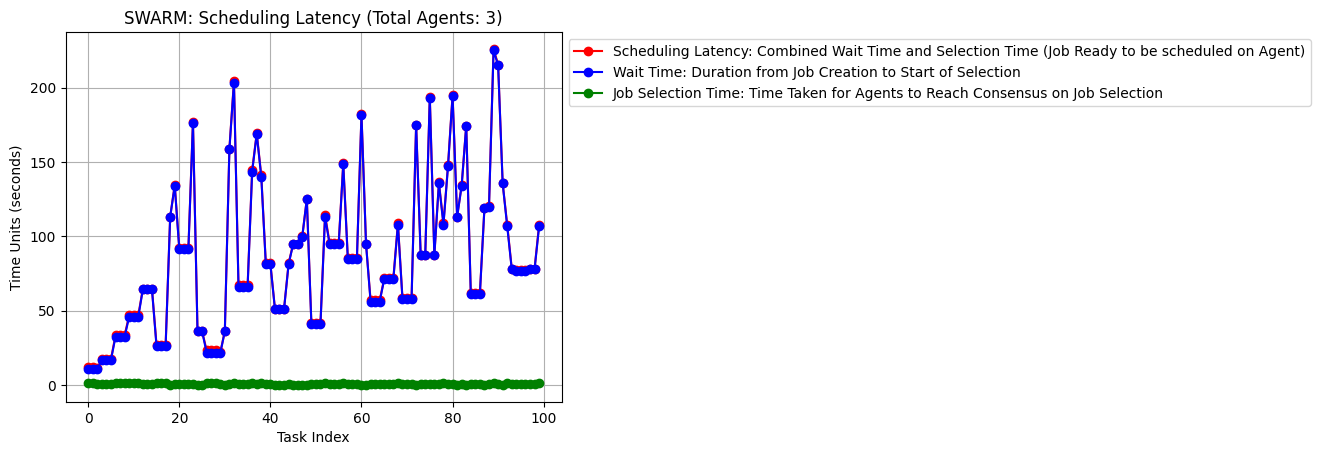 SWARM: Scheduling Latency (Total Agents: 3)
Scheduling Latency: Combined Wait Time and Selection Time (Job Ready to be scheduled on Agent)
Wait Time: Duration from Job Creation to Start of Selection
Job Selection Time: Time Taken for Agents to Reach Consensus on Job Selection
Time Units (seconds)
200
150
100
50
0
0 20 40 60 80 100
Task Index